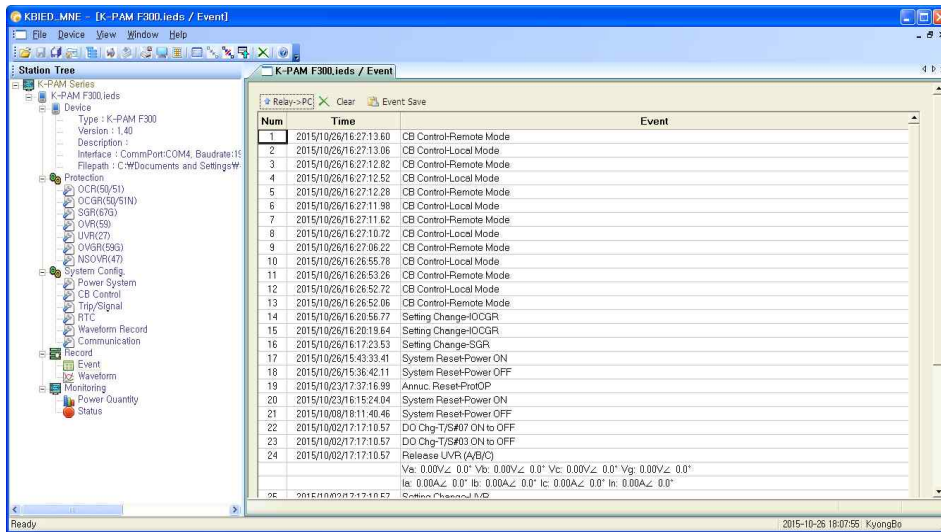 KBIED_MNE - [K-PAM F300.ieds / Event]
File Device View Window Help
Station Tree
K-PAM Series
K-PAM F300.ieds
Device
Type : K-PAM F300
Version : 1.40
Description :
Interface : CommPort:COM4, Baudrate:19
Filepath : C:₩Documents and Settings₩
Protection
OCR(50/51)
OCGR(50/51N)
SGR(67G)
OVR(59)
UVR(27)
OVGR(59G)
NSOVR(47)
System Config.
Power System
CB Control
Trip/Signal
RTC
Waveform Record
Communication
Record
Event
Waveform
Monitoring
Power Quantity
Status
K-PAM F300.ieds / Event
Relay->PC Clear Event Save
Num Time Event
1 2015/10/26/16:27:13.60 CB Control-Remote Mode
2 2015/10/26/16:27:13.06 CB Control-Local Mode
3 2015/10/26/16:27:12.82 CB Control-Remote Mode
4 2015/10/26/16:27:12.52 CB Control-Local Mode
5 2015/10/26/16:27:12.28 CB Control-Remote Mode
6 2015/10/26/16:27:11.98 CB Control-Local Mode
7 2015/10/26/16:27:11.62 CB Control-Remote Mode
8 2015/10/26/16:27:10.72 CB Control-Local Mode
9 2015/10/26/16:27:06.22 CB Control-Remote Mode
10 2015/10/26/16:26:55.78 CB Control-Local Mode
11 2015/10/26/16:26:53.26 CB Control-Remote Mode
12 2015/10/26/16:26:52.72 CB Control-Local Mode
13 2015/10/26/16:26:52.06 CB Control-Remote Mode
14 2015/10/26/16:20:56.77 Setting Change-IOCGR
15 2015/10/26/16:20:19.64 Setting Change-IOCGR
16 2015/10/26/16:17:23.53 Setting Change-SGR
17 2015/10/26/15:43:33.41 System Reset-Power ON
18 2015/10/26/15:36:42.11 System Reset-Power OFF
19 2015/10/23/17:37:16.99 Annuc. Reset-ProtOP
20 2015/10/23/16:15:24.04 System Reset-Power ON
21 2015/10/08/18:11:40.46 System Reset-Power OFF
22 2015/10/02/17:17:10.57 DO Chg-T/S#07 ON to OFF
23 2015/10/02/17:17:10.57 DO Chg-T/S#03 ON to OFF
24 2015/10/02/17:17:10.57 Release UVR (A/B/C)
Va: 0.00V∠ 0.0° Vb: 0.00V∠ 0.0° Vc: 0.00V∠ 0.0° Vg: 0.00V∠ 0.0°
Ia: 0.00A∠ 0.0° Ib: 0.00A∠ 0.0° Ic: 0.00A∠ 0.0° In: 0.00A∠ 0.0°
25 2015/10/02/17:17:10.57 Setting Change-UVR
Ready 2015-10-26 18:07:55 KyongBo